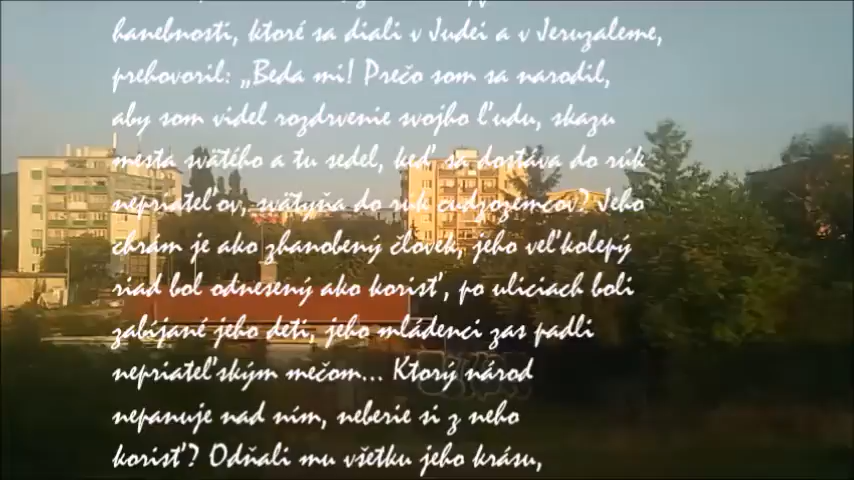 hanebnosti, ktoré sa diali v Judei a v Jeruzaleme,
prehovoril: „Beda mi! Prečo som sa narodil,
aby som videl rozdrvenie svojho ľudu, skazu
mesta svätého a tu sedel, keď sa dostáva do rúk
nepriateľov, svätyňa do rúk cudzozemcov? Jeho
chrám je ako zhanobený človek, jeho veľkolepý
riad bol odnesený ako korisť, po uliciach boli
zabíjané jeho deti, jeho mládenci zas padli
nepriateľským mečom... Ktorý národ
nepanuje nad ním, neberie si z neho
korisť? Odňali mu všetku jeho krásu,